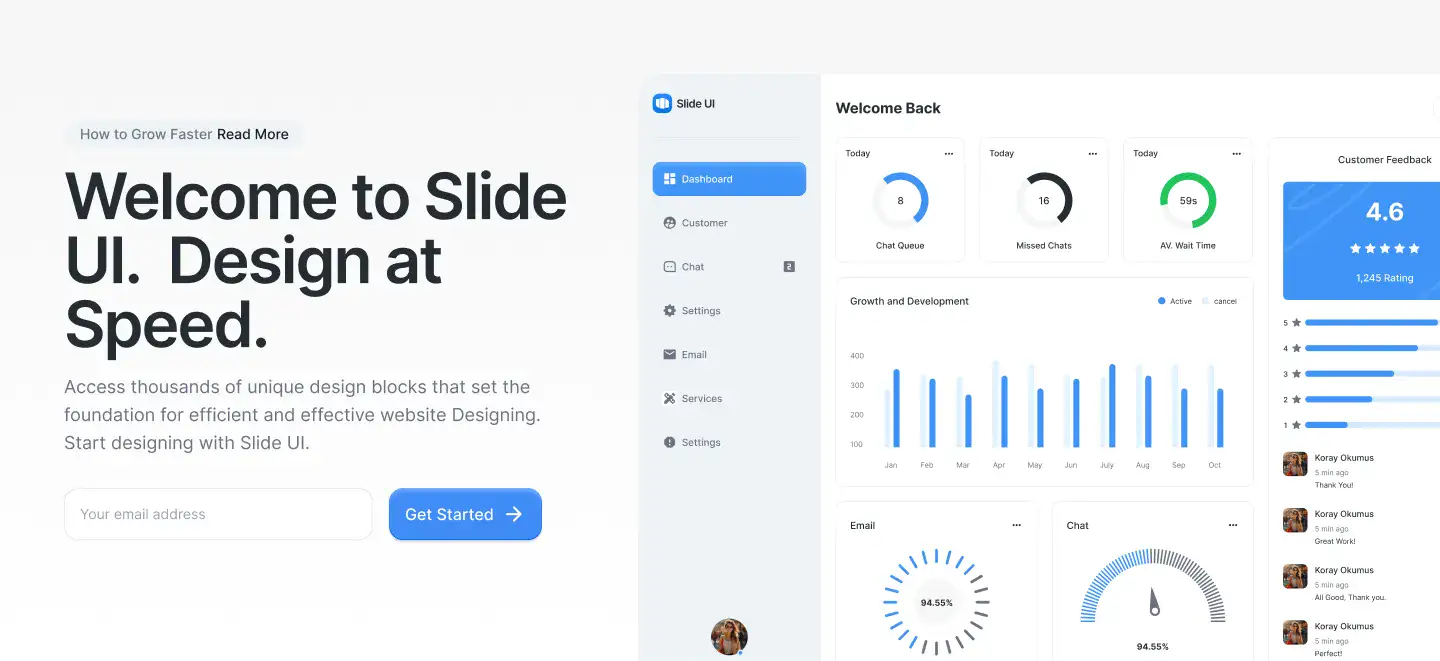 How to Grow Faster Read More
Welcome to Slide
UI. Design at
Speed.
Access thousands of unique design blocks that set the
foundation for efficient and effective website Designing.
Start designing with Slide UI.
Your email address
Get Started
Slide UI
Dashboard
Customer
Chat 2
Settings
Email
Services
Settings
Welcome Back
Today
8
Chat Queue
Today
16
Missed Chats
Today
59s
AV. Wait Time
Growth and Development
Active cancel
400
300
200
100
Jan Feb Mar Apr May Jun July Aug Sep Oct
Email
94.55%
Chat
94.55%
Customer Feedback
4.6
1,245 Rating
5
4
3
2
1
Koray Okumus
5 min ago
Thank You!
Koray Okumus
5 min ago
Great Work!
Koray Okumus
5 min ago
All Good, Thank you.
Koray Okumus
5 min ago
Perfect!